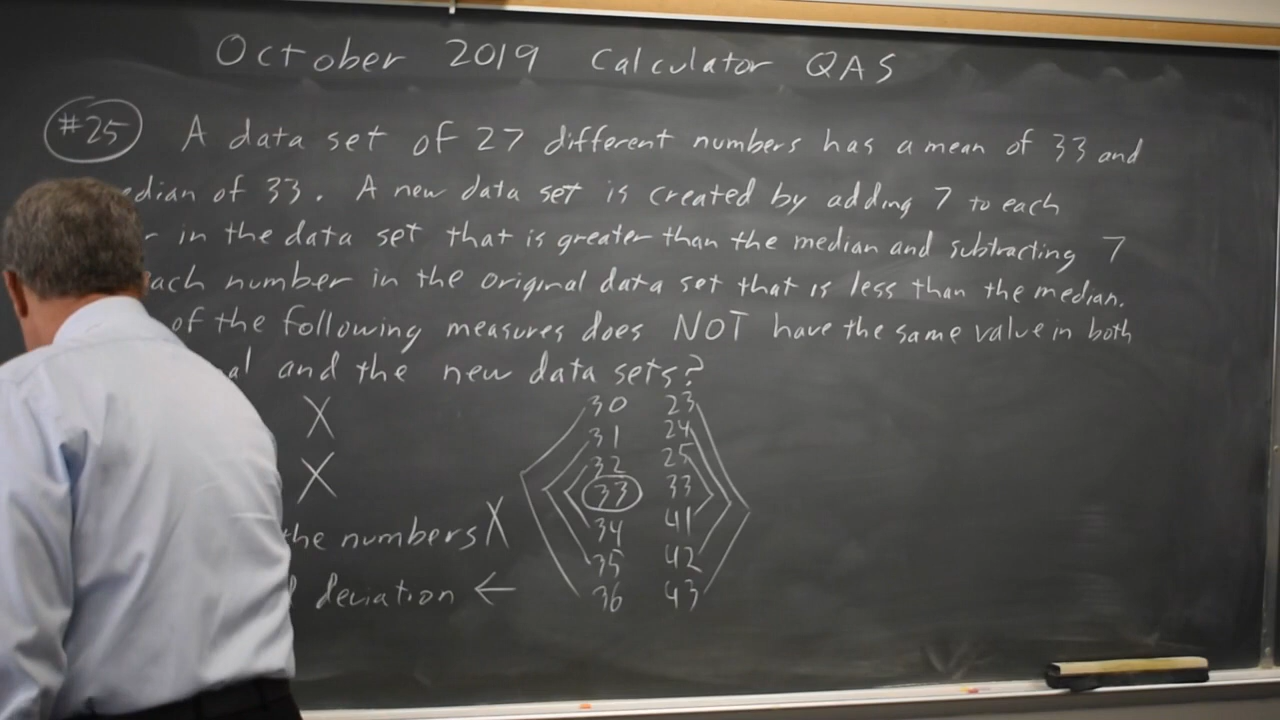 October 2019 Calculator QAS
#25 A data set of 27 different numbers has a mean of 33 and
edian of 33. A new data set is created by adding 7 to each
r in the data set that is greater than the median and subtracting 7
ach number in the original data set that is less than the median.
of the following measures does NOT have the same value in both
al and the new data sets?
X 30 23
31 24
X 32 25
33 33
the numbers X 34 41
35 42
deviation ← 36 43